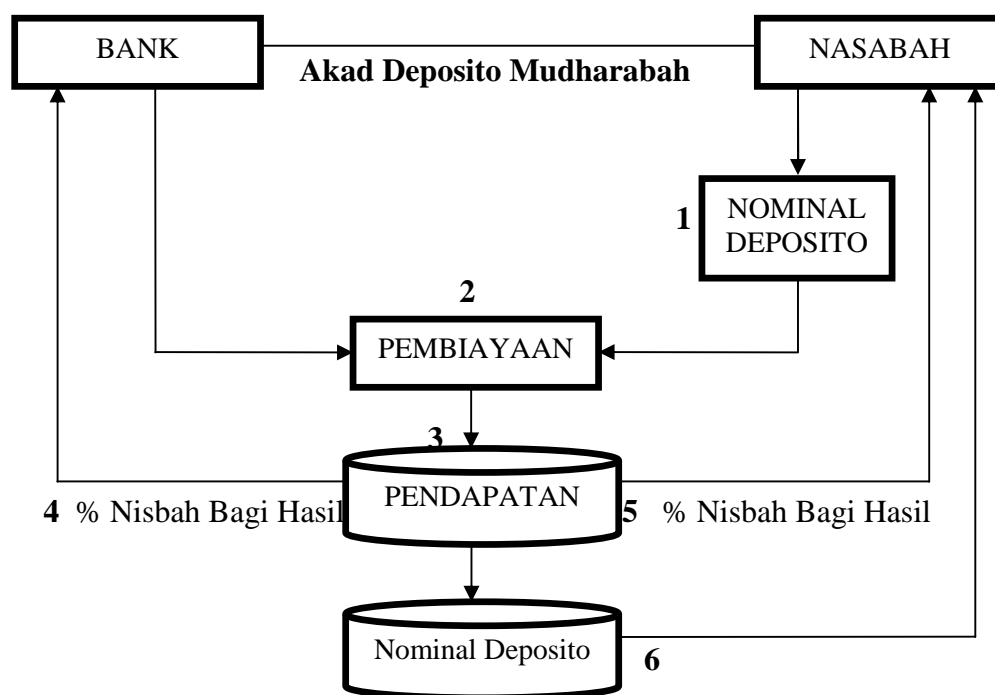 BANK
NASABAH
Akad Deposito Mudharabah
1
NOMINAL
DEPOSITO
2
PEMBIAYAAN
3
PENDAPATAN
4 % Nisbah Bagi Hasil
5 % Nisbah Bagi Hasil
Nominal Deposito
6